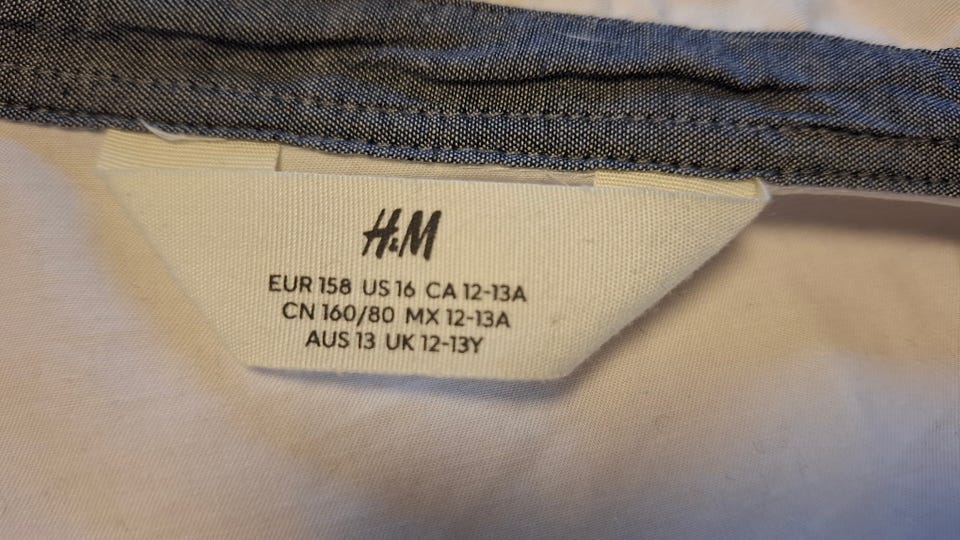 H&M
EUR 158 US 16 CA 12-13A
CN 160/80 MX 12-13A
AUS 13 UK 12-13Y